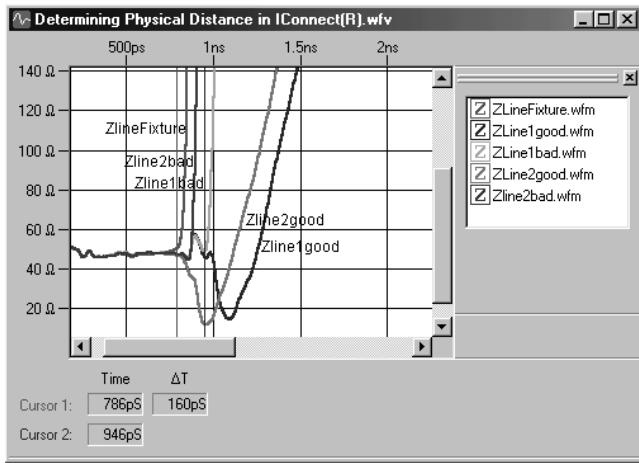 Determining Physical Distance in IConnect(R).wfv
500ps 1ns 1.5ns 2ns
140 Ω
120 Ω
100 Ω
80 Ω
60 Ω
40 Ω
20 Ω
ZlineFixture
Zline2bad
Zline1bad
Zline2good
Zline1good
Z ZLineFixture.wfm
Z ZLine1good.wfm
Z ZLine1bad.wfm
Z ZLine2good.wfm
Z Zline2bad.wfm
Time ΔT
Cursor 1: 786pS 160pS
Cursor 2: 946pS